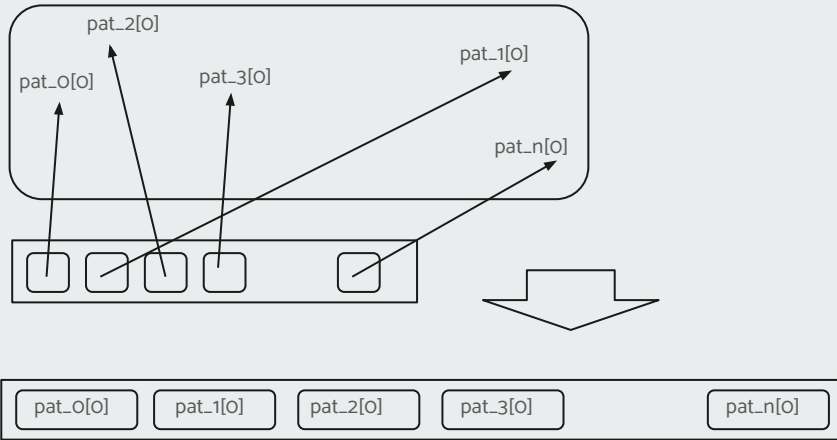 pat_2[0]
pat_1[0]
pat_0[0]
pat_3[0]
pat_n[0]
pat_0[0] pat_1[0] pat_2[0] pat_3[0] pat_n[0]